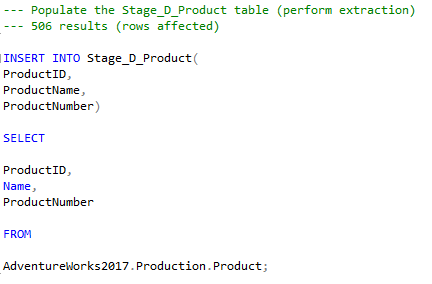 --- Populate the Stage_D_Product table (perform extraction)
--- 506 results (rows affected)
INSERT INTO Stage_D_Product(
ProductID,
ProductName,
ProductNumber)
SELECT
ProductID,
Name,
ProductNumber
FROM
AdventureWorks2017.Production.Product;